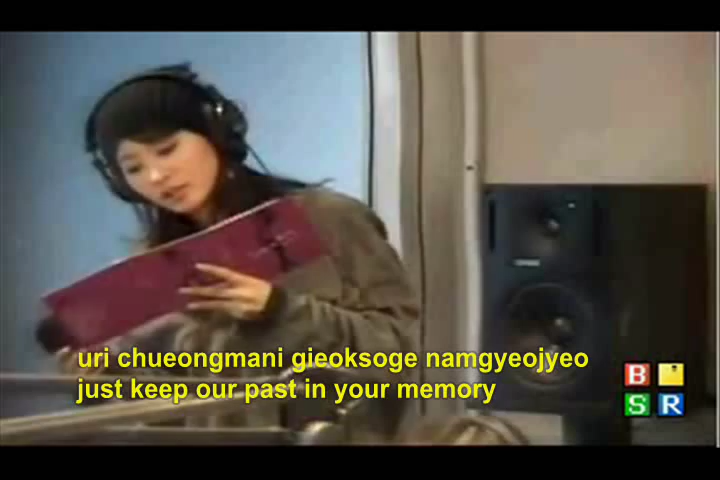 uri chueongmani gieoksoge namgyeojyeo
just keep our past in your memory
B
S R